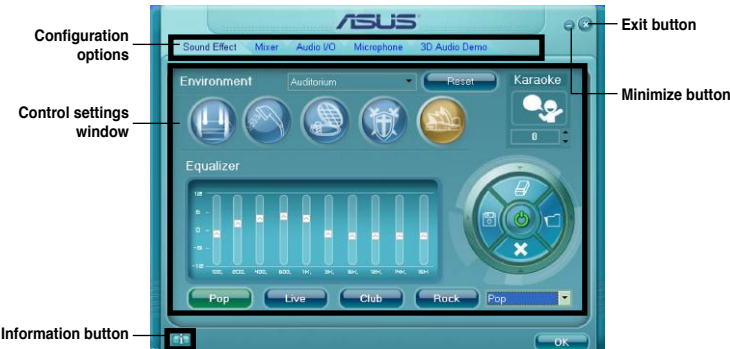 ASUS
Exit button
Configuration options
Sound Effect Mixer Audio I/O Microphone 3D Audio Demo
Environment Auditorium Reset Karaoke
Minimize button
Control settings window
0
Equalizer
Pop Live Club Rock Pop
Information button
OK